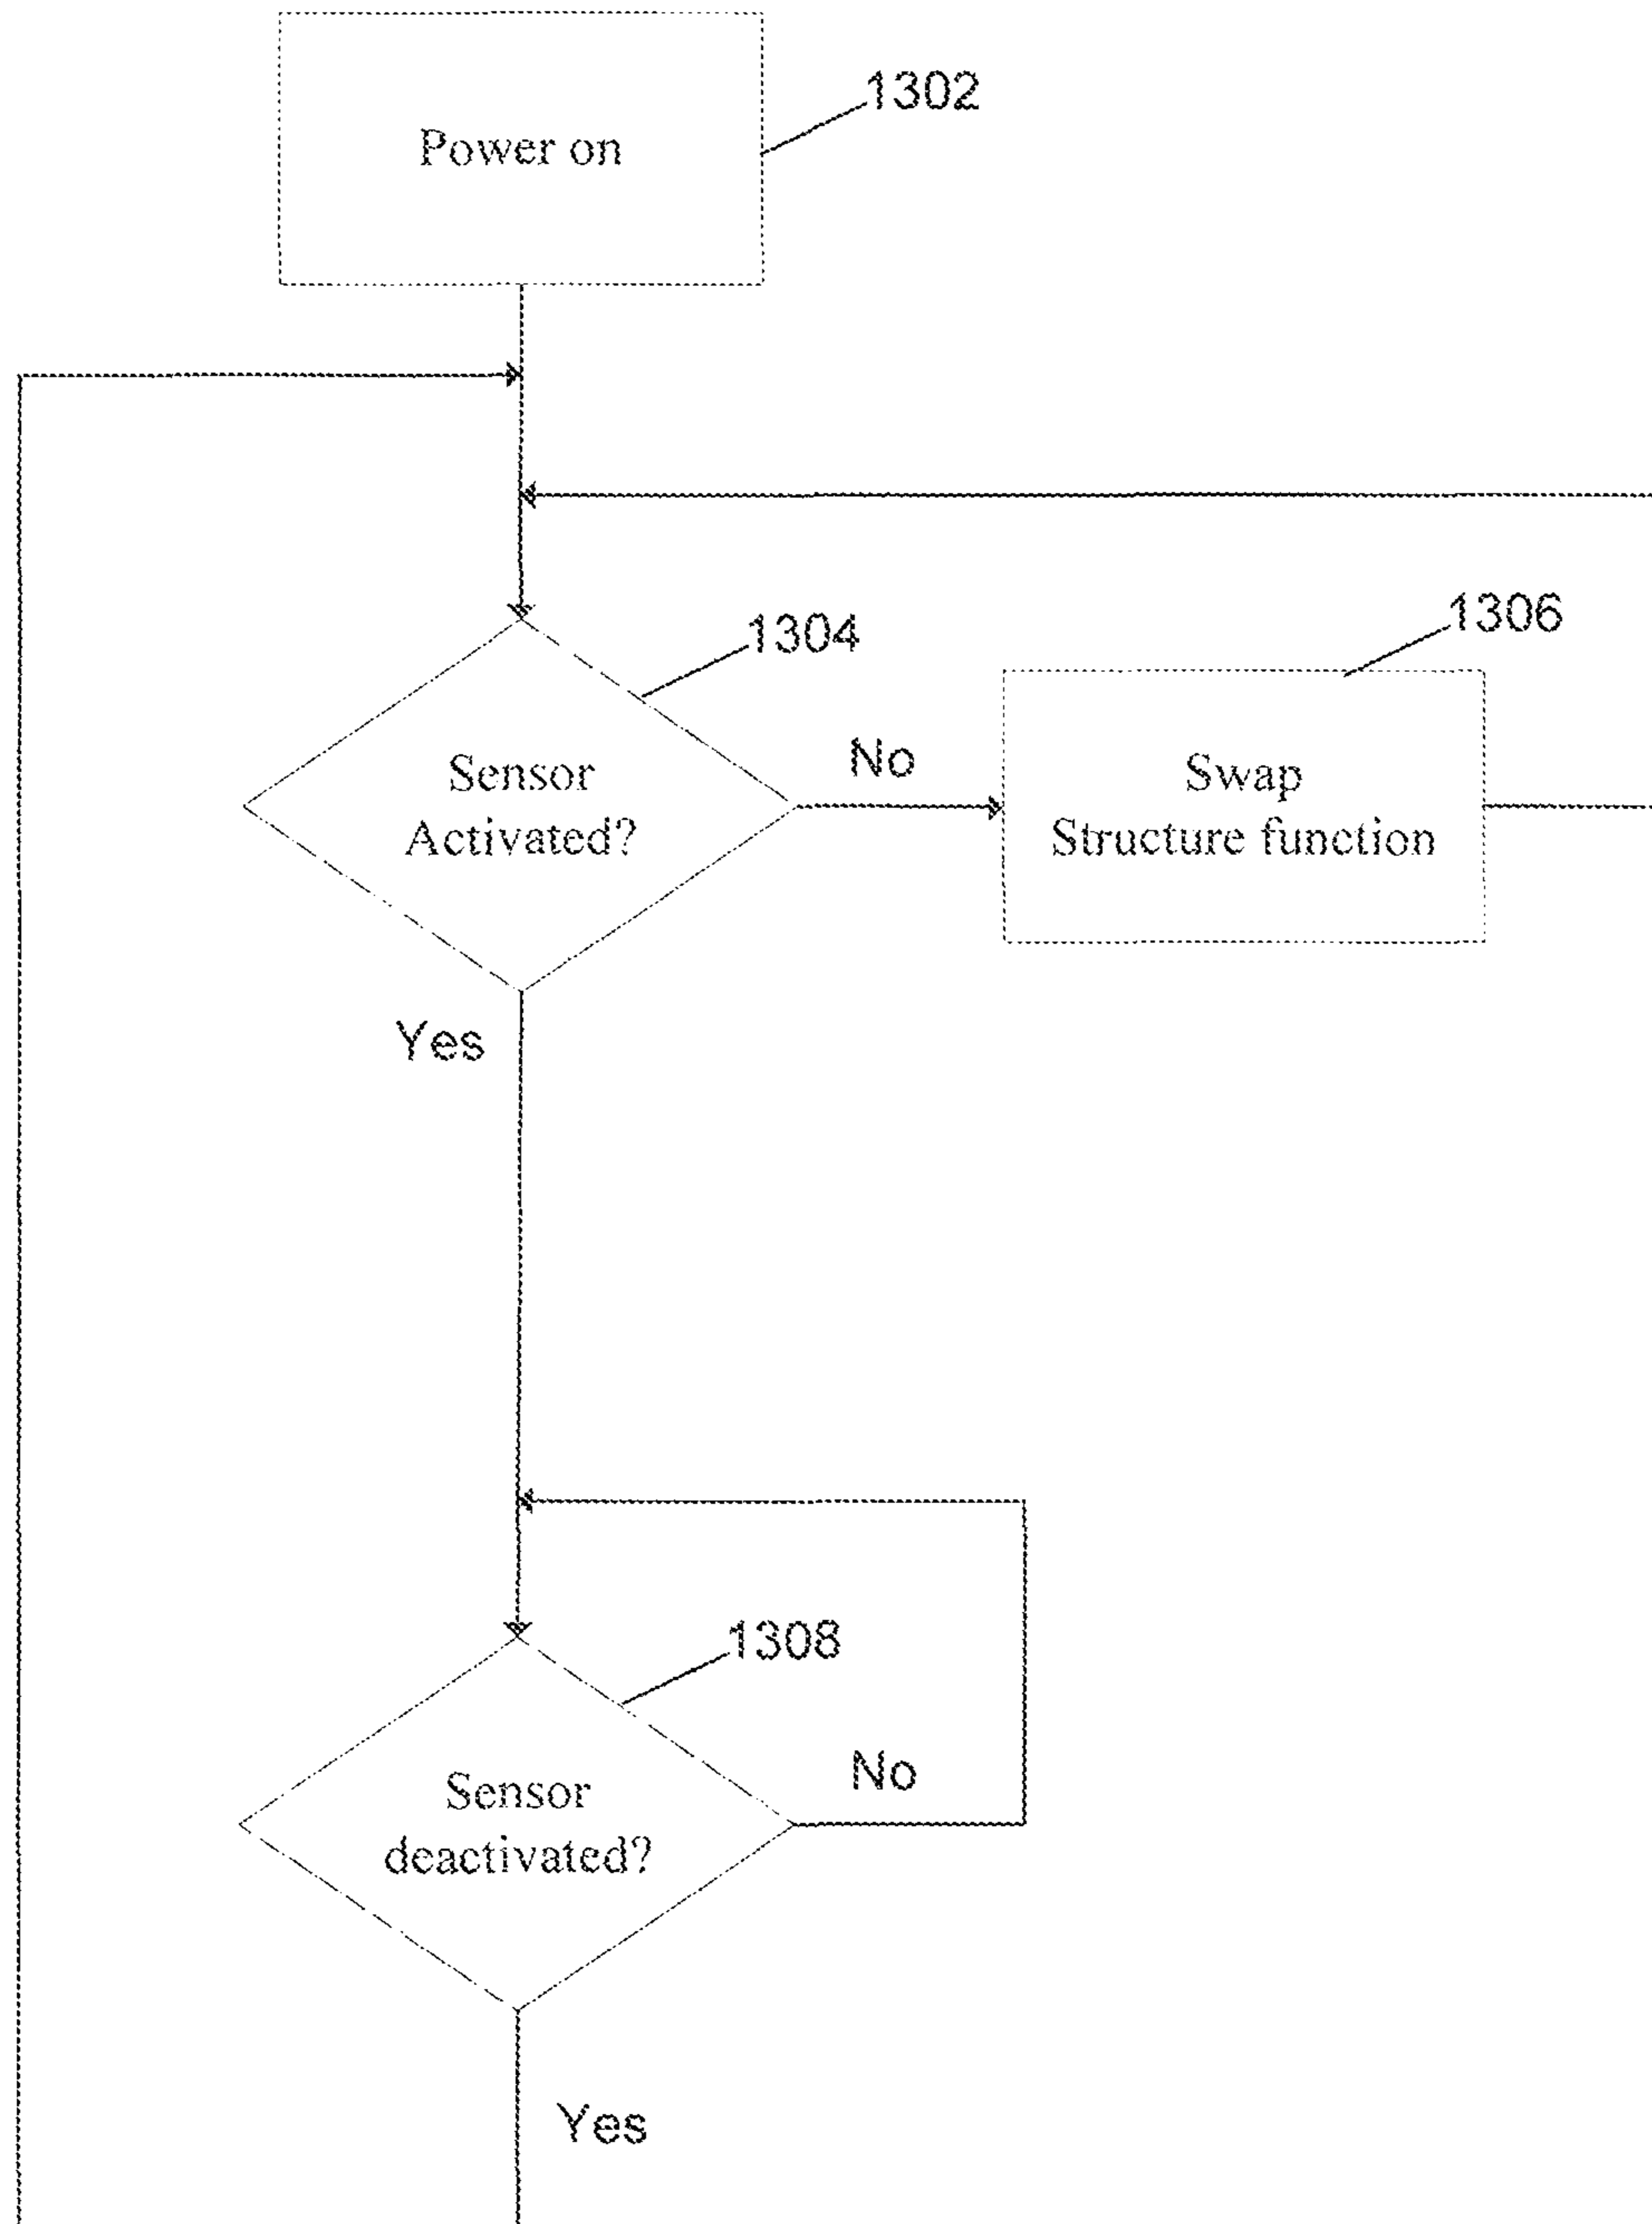 Power on
1302
1304
1306
Sensor
Activated?
No
Swap
Structure function
Yes
1308
Sensor
deactivated?
No
Yes